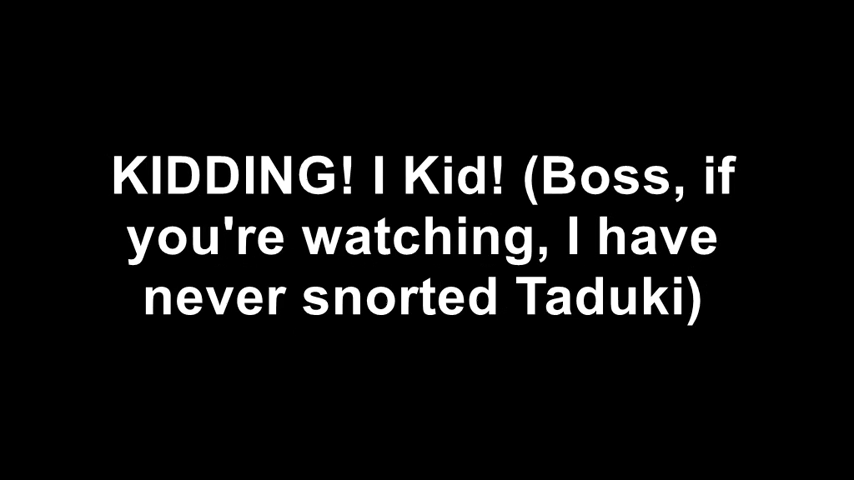 KIDDING! I Kid! (Boss, if
you're watching, I have
never snorted Taduki)